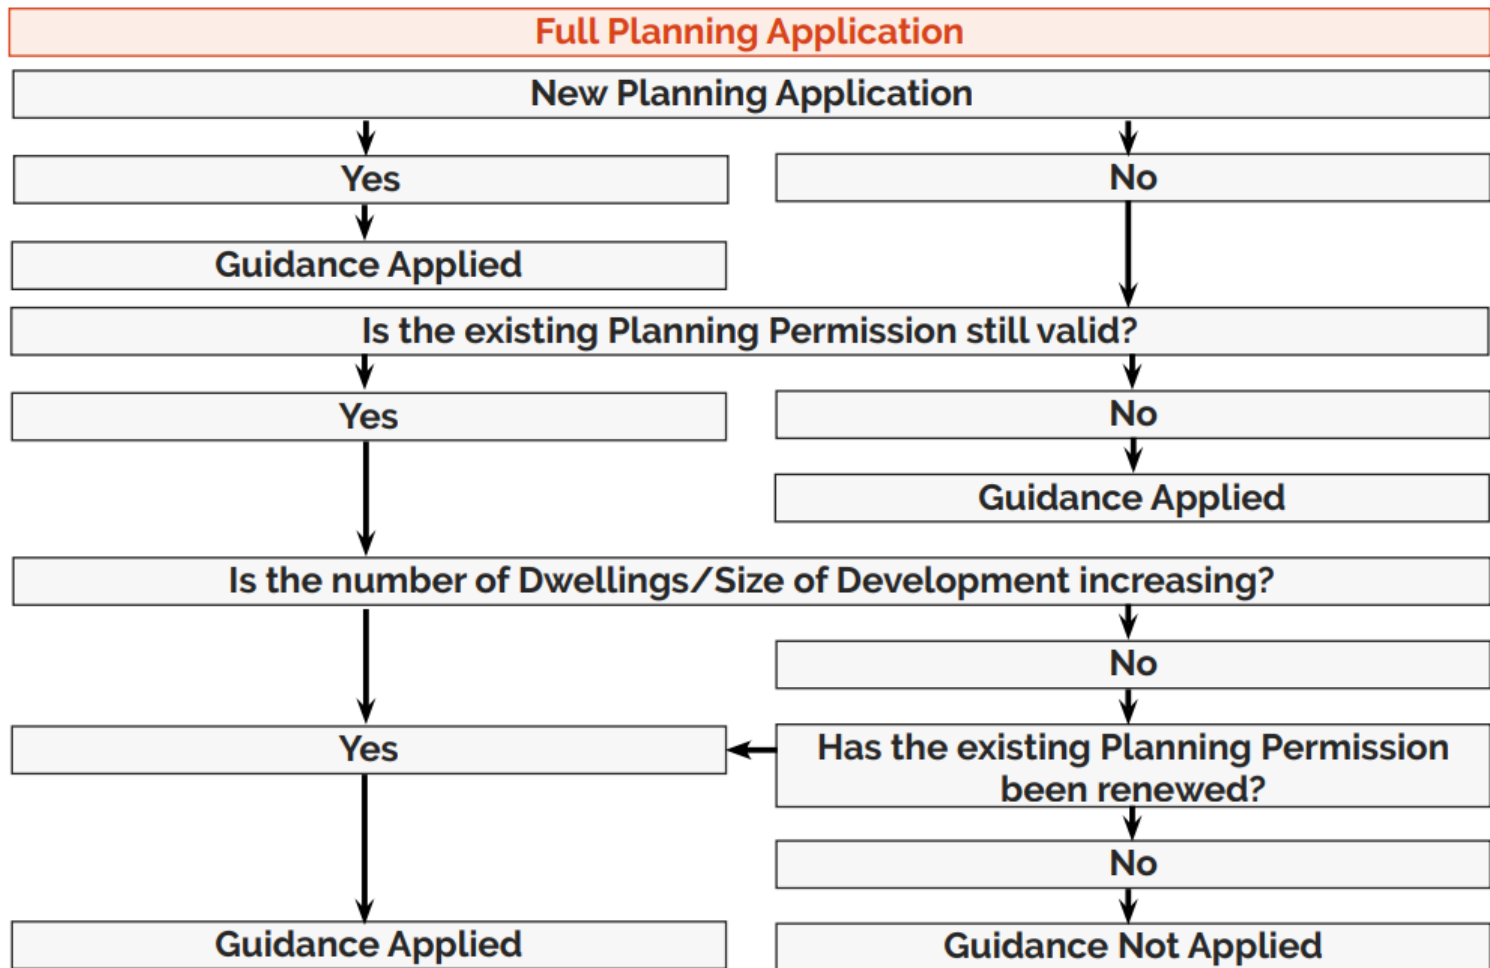 Full Planning Application
New Planning Application
Yes
No
Guidance Applied
Is the existing Planning Permission still valid?
Yes
No
Guidance Applied
Is the number of Dwellings/Size of Development increasing?
No
Yes
Has the existing Planning Permission
been renewed?
No
Guidance Applied
Guidance Not Applied